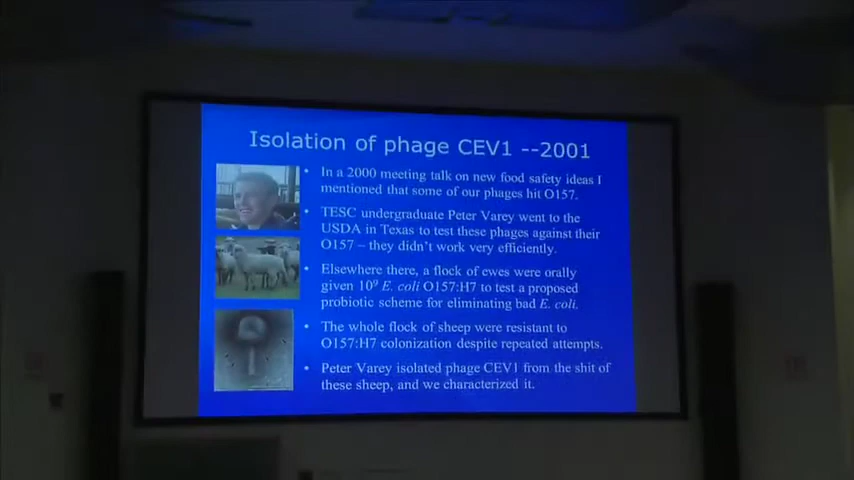 Isolation of phage CEV1 --2001
• In a 2000 meeting talk on new food safety ideas I
mentioned that some of our phages hit O157.
• TESC undergraduate Peter Varey went to the
USDA in Texas to test these phages against their
O157 – they didn't work very efficiently.
• Elsewhere there, a flock of ewes were orally
given 10⁹ E. coli O157:H7 to test a proposed
probiotic scheme for eliminating bad E. coli.
• The whole flock of sheep were resistant to
O157:H7 colonization despite repeated attempts.
• Peter Varey isolated phage CEV1 from the shit of
these sheep, and we characterized it.